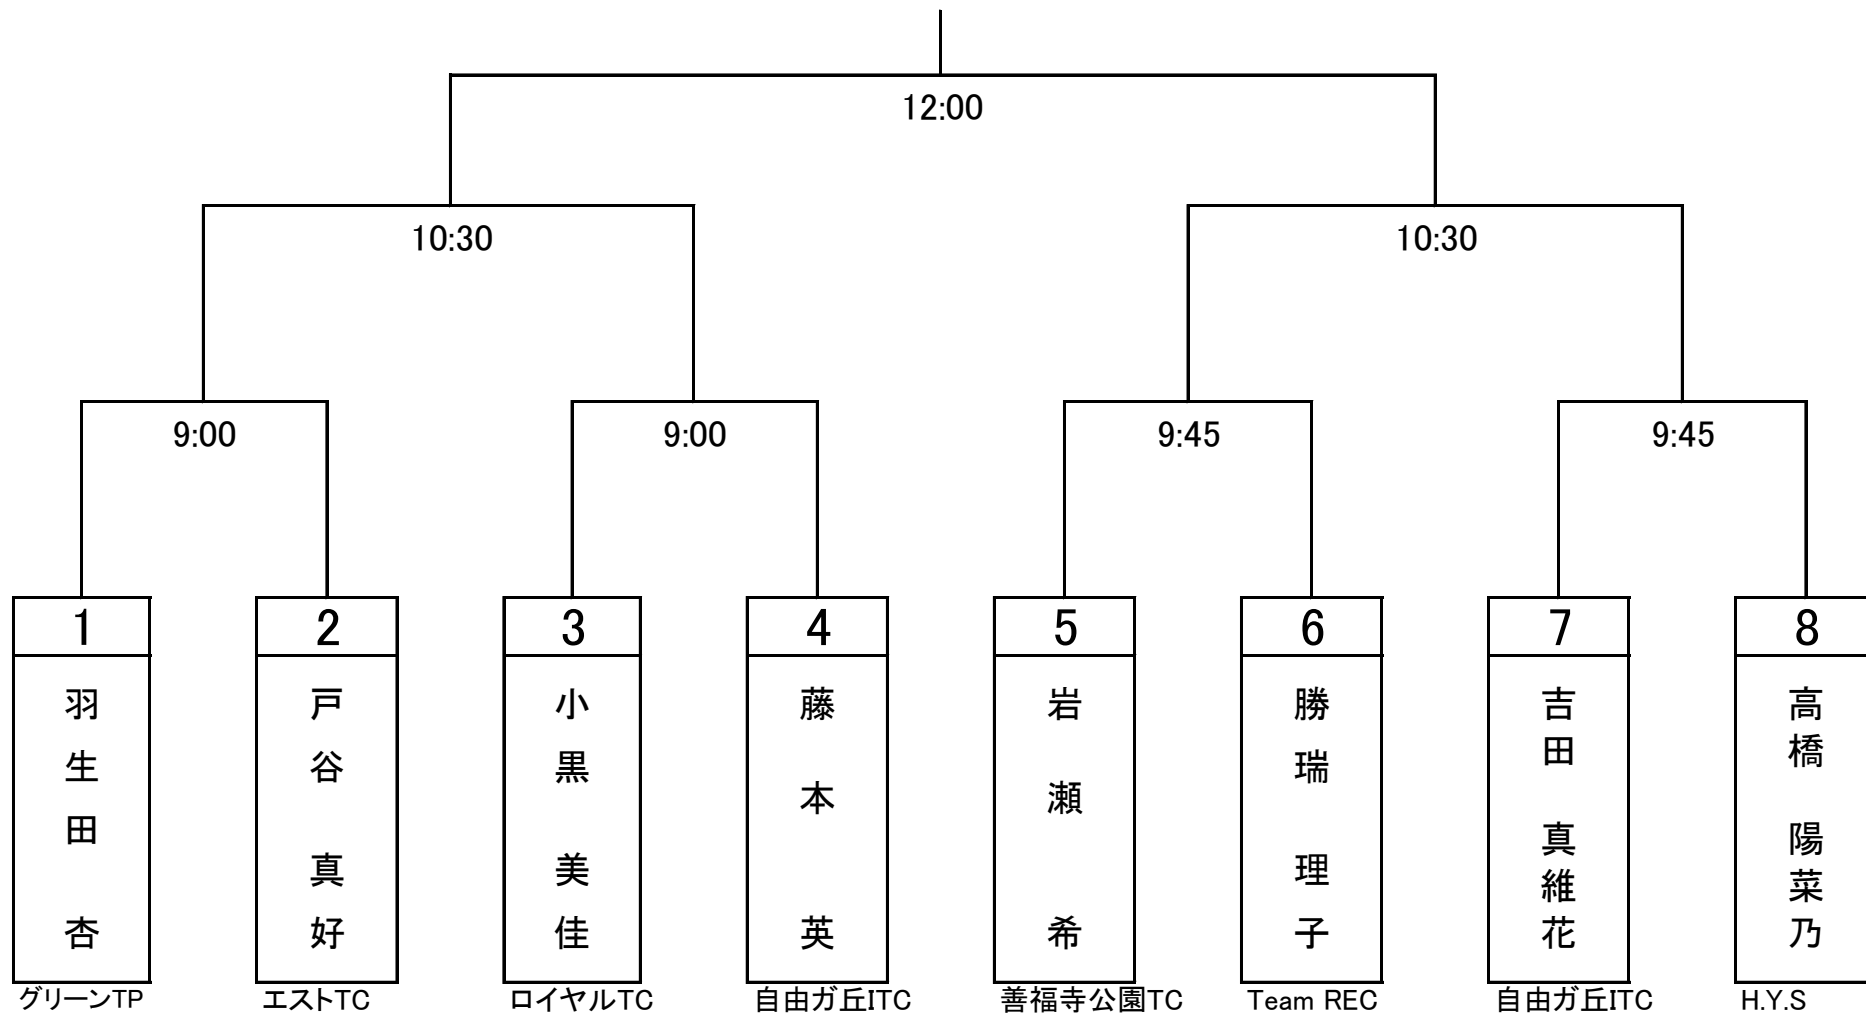 12:00
10:30
10:30
9:00
9:00
9:45
9:45
1
2
3
4
5
6
7
8
羽生田 杏
戸谷 真好
小黒 美佳
藤本 英
岩瀬 希
勝瑞 理子
吉田 真維花
高橋 陽菜乃
グリーンTP
エストTC
ロイヤルTC
自由ガ丘ITC
善福寺公園TC
Team REC
自由ガ丘ITC
H.Y.S